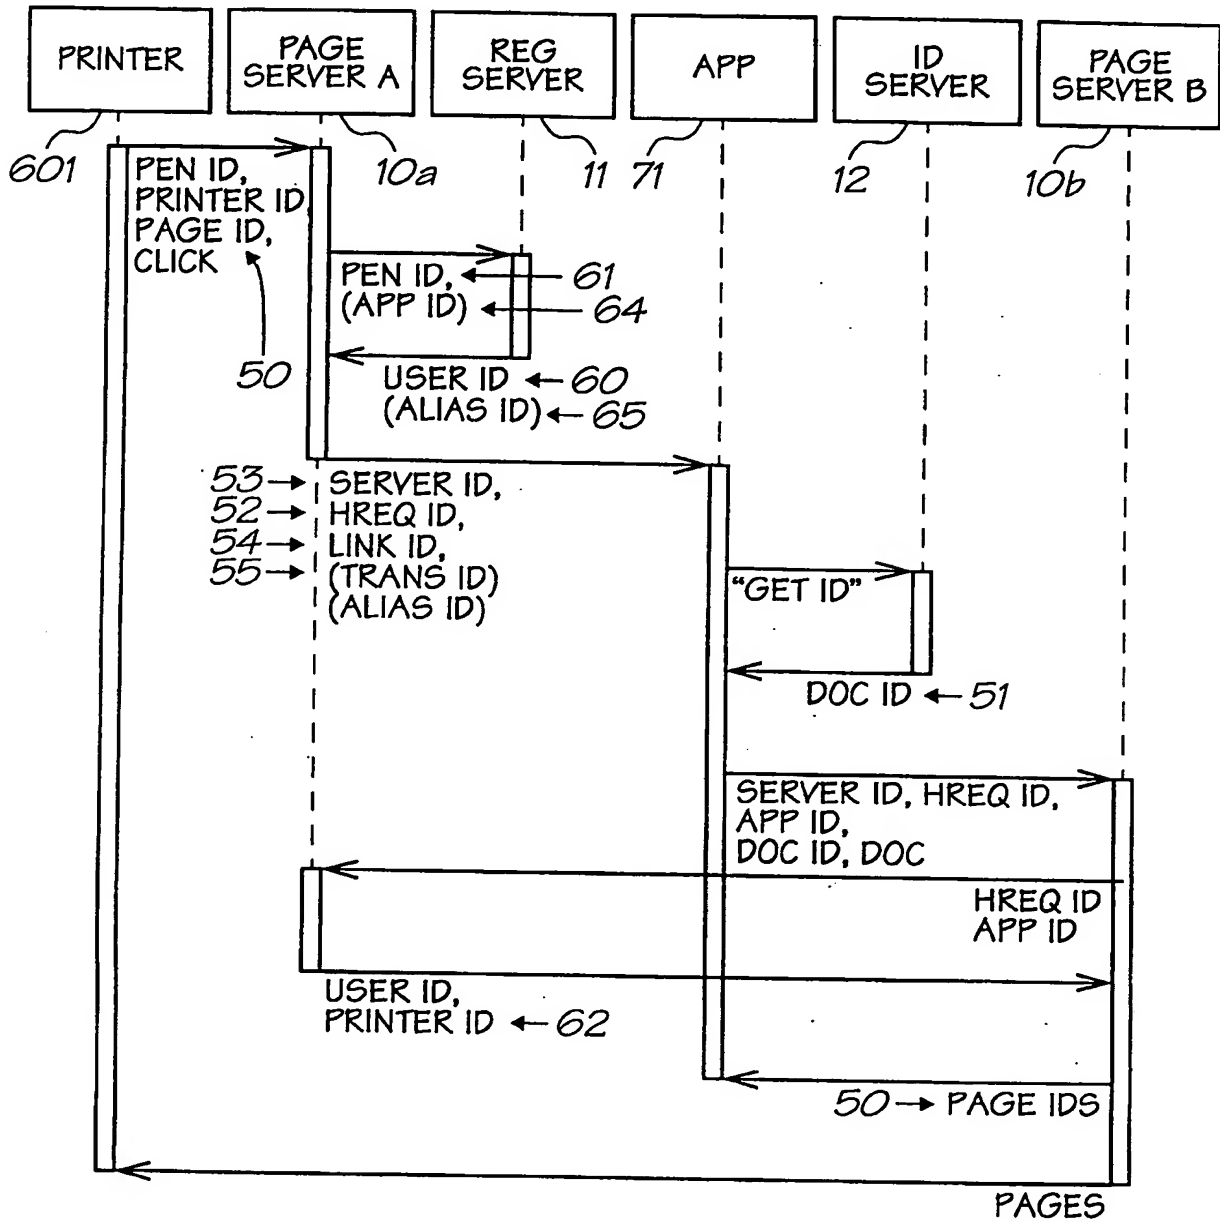 PRINTER
PAGE
SERVER A
REG
SERVER
APP
ID
SERVER
PAGE
SERVER B
601
10a
11
71
12
10b
PEN ID,
PRINTER ID
PAGE ID,
CLICK
50
PEN ID, 61
(APP ID) 64
USER ID 60
(ALIAS ID) 65
53 SERVER ID,
52 HREQ ID,
54 LINK ID,
55 (TRANS ID)
(ALIAS ID)
“GET ID”
DOC ID 51
SERVER ID, HREQ ID,
APP ID,
DOC ID, DOC
HREQ ID
APP ID
USER ID,
PRINTER ID 62
50 PAGE IDS
PAGES